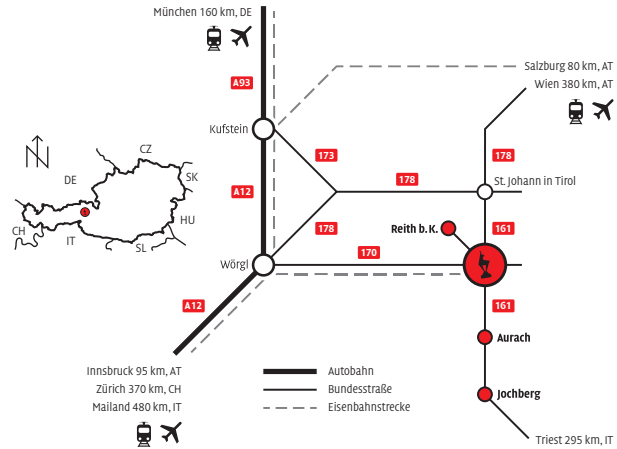 München 160 km, DE
Salzburg 80 km, AT
Wien 380 km, AT
A93
Kufstein
173
178
178
St. Johann in Tirol
A12
178
161
Reith b. K.
170
Wörgl
A12
161
Aurach
Jochberg
Triest 295 km, IT
N
CZ
DE
SK
HU
CH
IT
SL
Innsbruck 95 km, AT
Zürich 370 km, CH
Mailand 480 km, IT
Autobahn
Bundesstraße
Eisenbahnstrecke